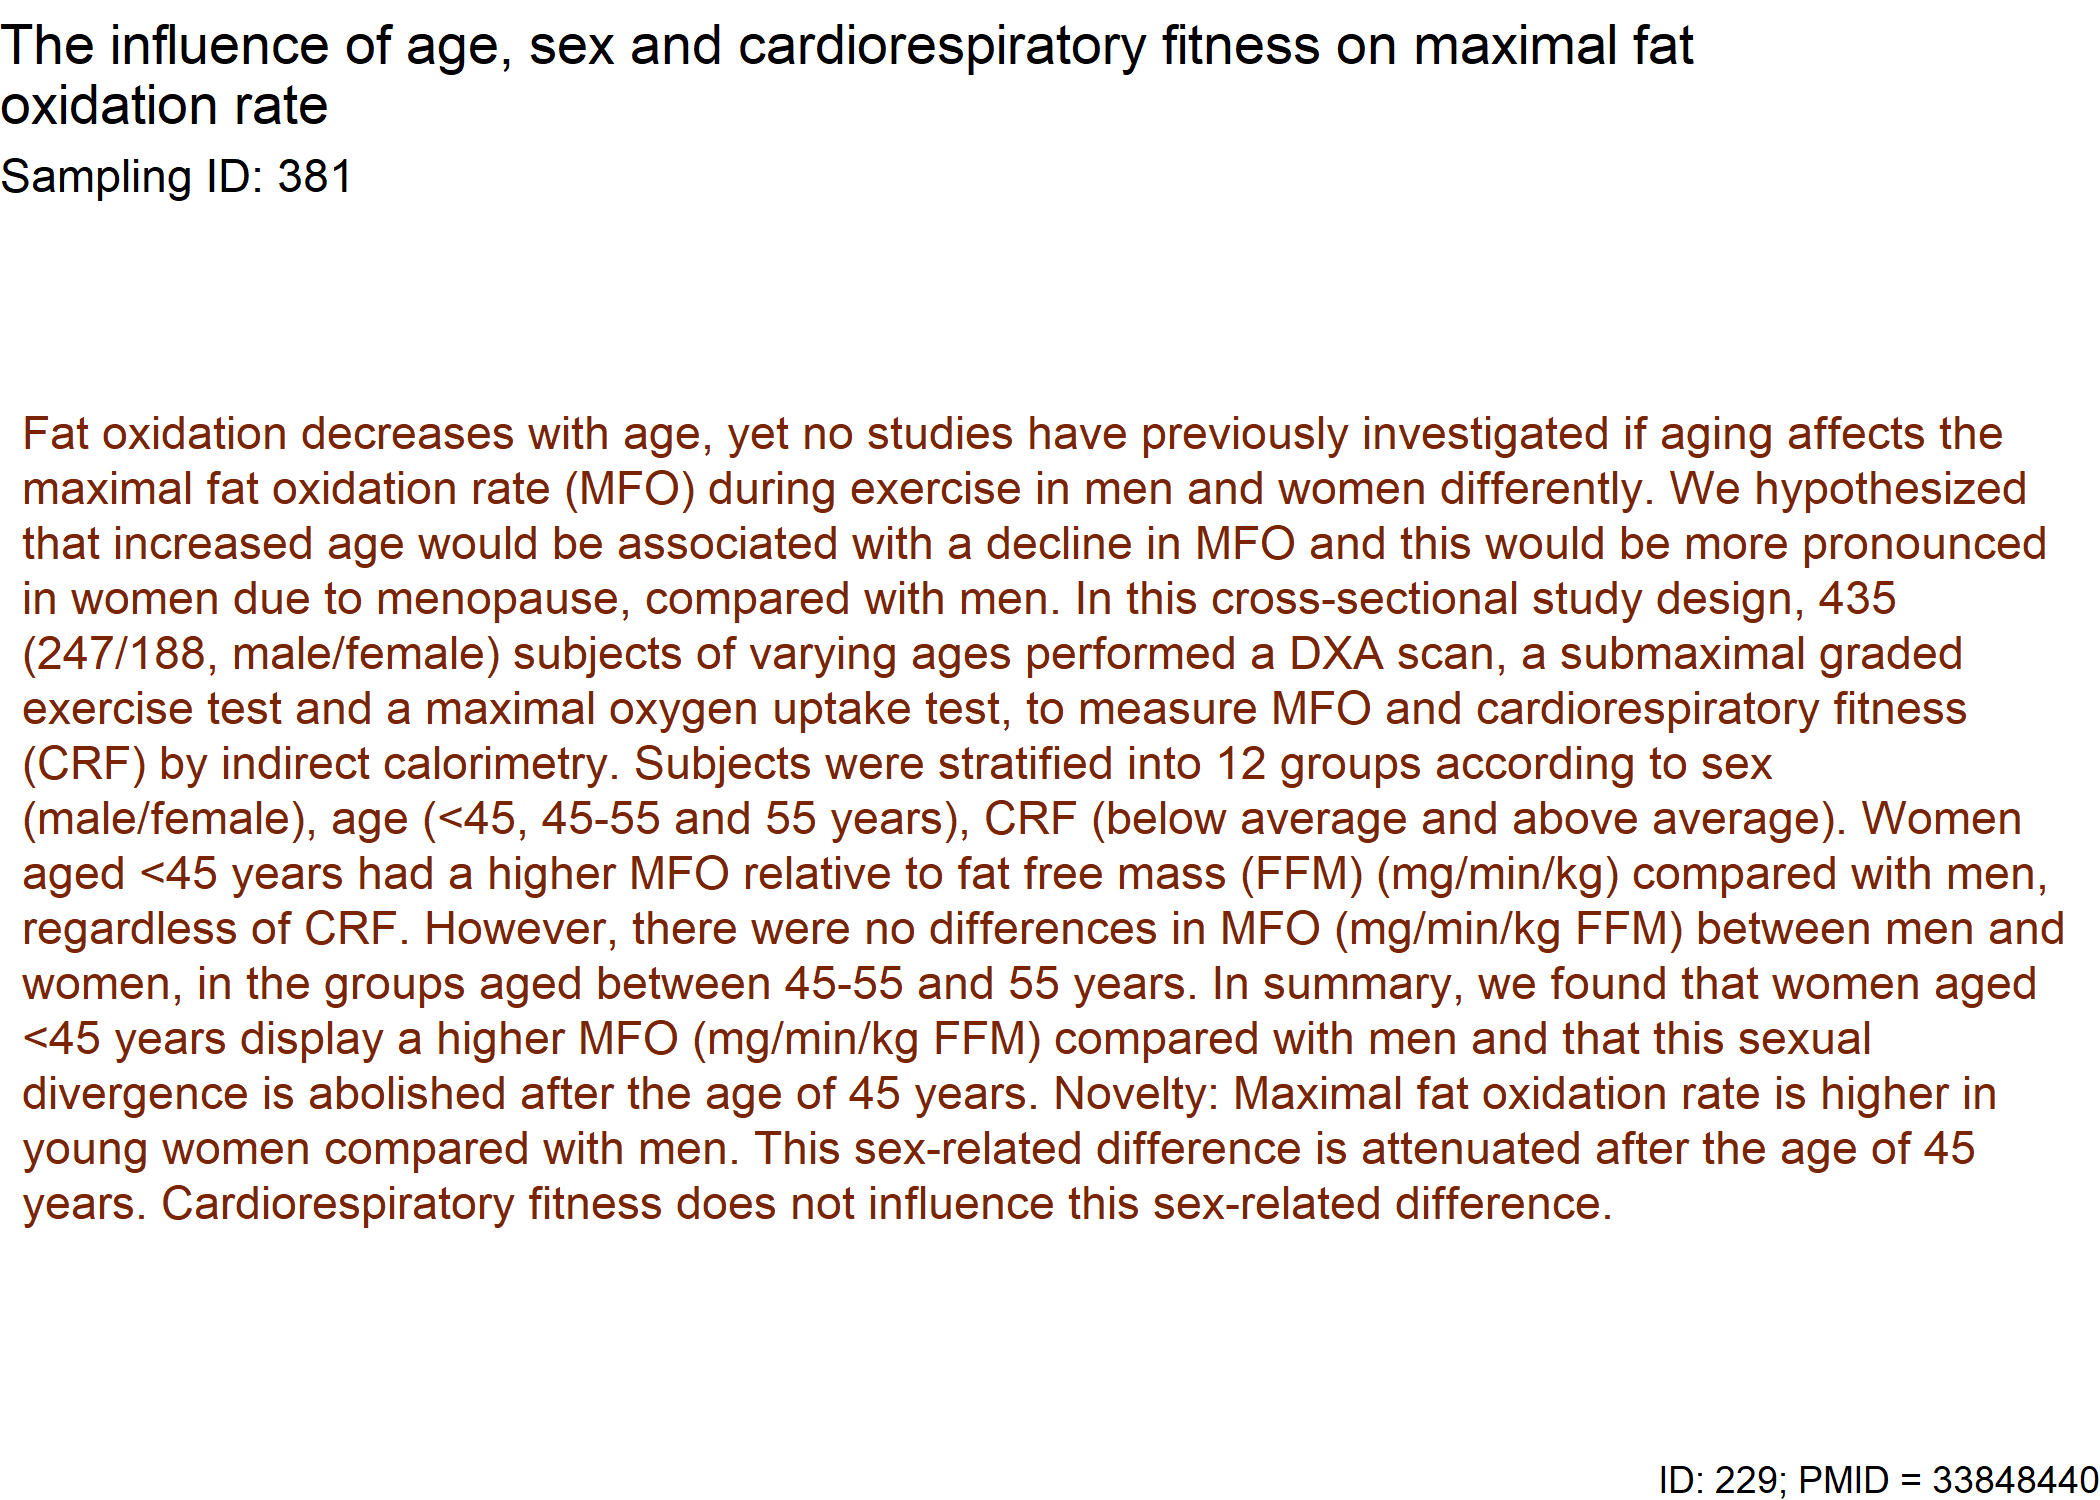 The influence of age, sex and cardiorespiratory fitness on maximal fat
oxidation rate
Sampling ID: 381
Fat oxidation decreases with age, yet no studies have previously investigated if aging affects the
maximal fat oxidation rate (MFO) during exercise in men and women differently. We hypothesized
that increased age would be associated with a decline in MFO and this would be more pronounced
in women due to menopause, compared with men. In this cross-sectional study design, 435
(247/188, male/female) subjects of varying ages performed a DXA scan, a submaximal graded
exercise test and a maximal oxygen uptake test, to measure MFO and cardiorespiratory fitness
(CRF) by indirect calorimetry. Subjects were stratified into 12 groups according to sex
(male/female), age (<45, 45-55 and 55 years), CRF (below average and above average). Women
aged <45 years had a higher MFO relative to fat free mass (FFM) (mg/min/kg) compared with men,
regardless of CRF. However, there were no differences in MFO (mg/min/kg FFM) between men and
women, in the groups aged between 45-55 and 55 years. In summary, we found that women aged
<45 years display a higher MFO (mg/min/kg FFM) compared with men and that this sexual
divergence is abolished after the age of 45 years. Novelty: Maximal fat oxidation rate is higher in
young women compared with men. This sex-related difference is attenuated after the age of 45
years. Cardiorespiratory fitness does not influence this sex-related difference.
ID: 229; PMID = 33848440